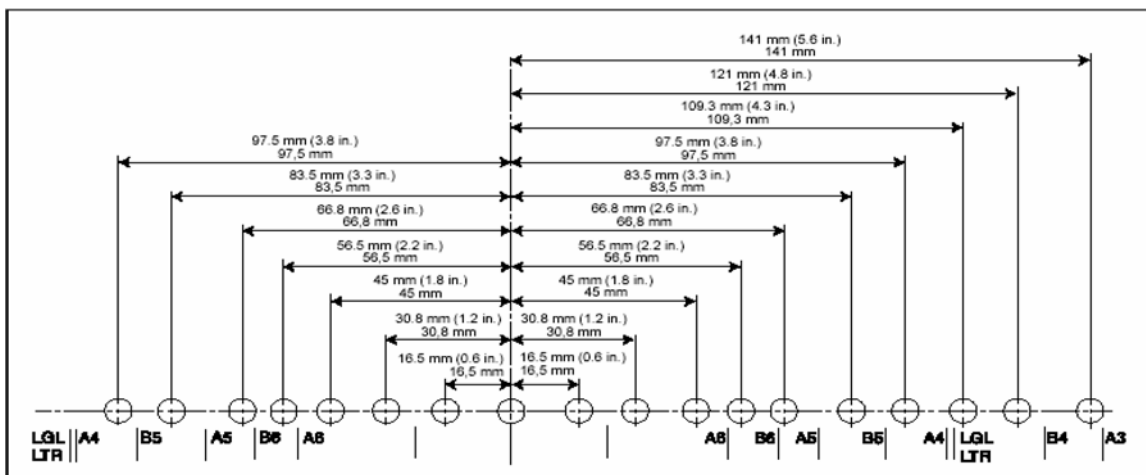 141 mm (5.6 in.)
141 mm
121 mm (4.8 in.)
121 mm
109.3 mm (4.3 in.)
109,3 mm
97.5 mm (3.8 in.)
97,5 mm
97.5 mm (3.8 in.)
97,5 mm
83.5 mm (3.3 in.)
83,5 mm
83.5 mm (3.3 in.)
83,5 mm
66.8 mm (2.6 in.)
66,8 mm
66.8 mm (2.6 in.)
66,8 mm
56.5 mm (2.2 in.)
56,5 mm
56.5 mm (2.2 in.)
56,5 mm
45 mm (1.8 in.)
45 mm
45 mm (1.8 in.)
45 mm
30.8 mm (1.2 in.)
30,8 mm
30.8 mm (1.2 in.)
30,8 mm
16.5 mm (0.6 in.)
16,5 mm
16.5 mm (0.6 in.)
16,5 mm
LGL A4 B5 A5 B6 A6 A6 B6 A5 B5 A4 LGL B4 A3
LTR LTR